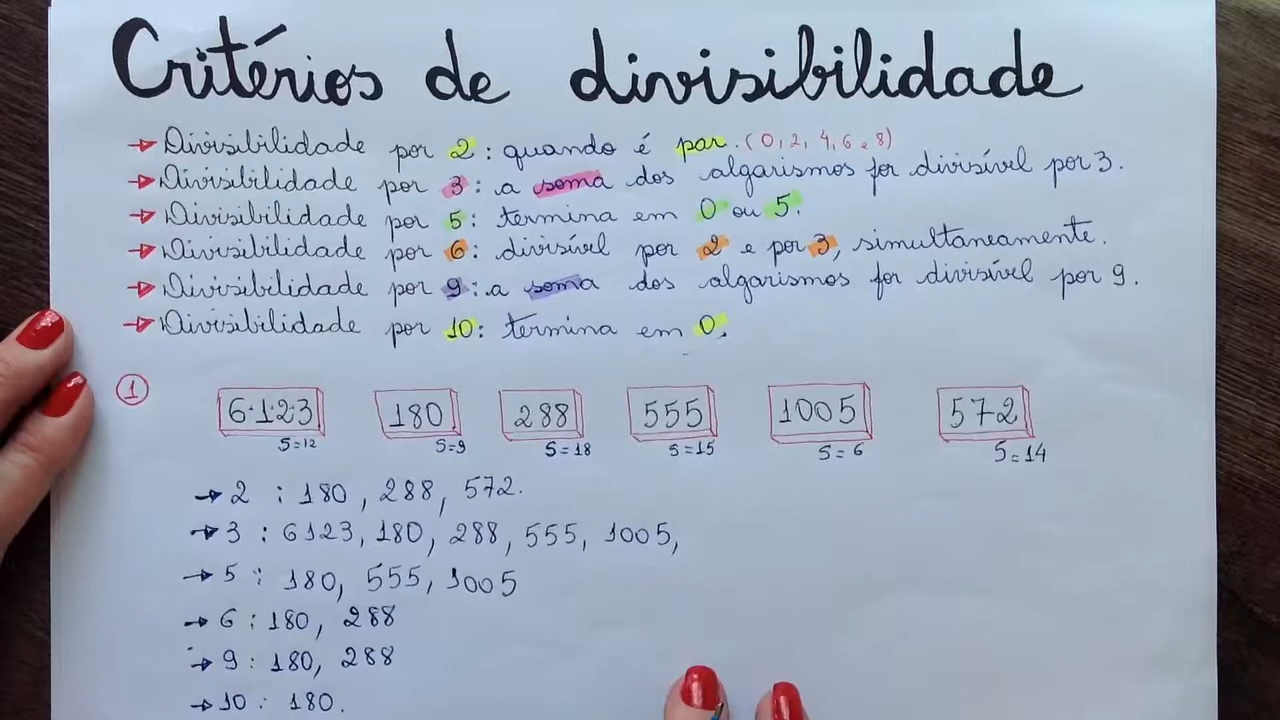 Critérios de divisibilidade
→ Divisibilidade por 2: quando é par. (0, 2, 4, 6 e 8)
→ Divisibilidade por 3: a soma dos algarismos for divisível por 3.
→ Divisibilidade por 5: termina em 0 ou 5.
→ Divisibilidade por 6: divisível por 2 e por 3, simultaneamente.
→ Divisibilidade por 9: a soma dos algarismos for divisível por 9.
→ Divisibilidade por 10: termina em 0.
1 6·1·2·3 180 288 555 1005 572
S=12 S=9 S=18 S=15 S=6 S=14
→ 2 : 180, 288, 572.
→ 3 : 6123, 180, 288, 555, 1005,
→ 5 : 180, 555, 1005
→ 6 : 180, 288
→ 9 : 180, 288
→ 10 : 180.